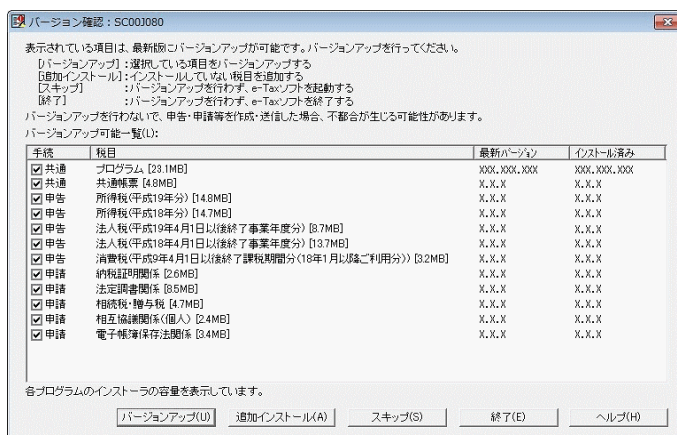 バージョン確認:SC00J080
表示されている項目は、最新版にバージョンアップが可能です。バージョンアップを行ってください。
[バージョンアップ]:選択している項目をバージョンアップする
[追加インストール]:インストールしていない税目を追加する
[スキップ] :バージョンアップを行わず、e-Taxソフトを起動する
[終了] :バージョンアップを行わず、e-Taxソフトを終了する
バージョンアップを行わないで、申告・申請等を作成・送信した場合、不都合が生じる可能性があります。
バージョンアップ可能一覧(L):
手続 税目 最新バージョン インストール済み
共通 プログラム [23.1MB] XXX.XXX.XXX XXX.XXX.XXX
共通 共通帳票 [4.8MB] X.X.X X.X.X
申告 所得税(平成19年分) [14.8MB] X.X.X X.X.X
申告 所得税(平成18年分) [14.7MB] X.X.X X.X.X
申告 法人税(平成19年4月1日以後終了事業年度分) [8.7MB] X.X.X X.X.X
申告 法人税(平成18年4月1日以後終了事業年度分) [13.7MB] X.X.X X.X.X
申告 消費税(平成9年4月1日以後終了課税期間分(18年1月以降ご利用分)) [3.2MB] X.X.X X.X.X
申請 納税証明関係 [2.6MB] X.X.X X.X.X
申請 法定調書関係 [8.5MB] X.X.X X.X.X
申請 相続税・贈与税 [4.7MB] X.X.X X.X.X
申請 相互協議関係(個人) [2.4MB] X.X.X X.X.X
申請 電子帳簿保存法関係 [3.4MB] X.X.X X.X.X
各プログラムのインストーラの容量を表示しています。
バージョンアップ(U) 追加インストール(A) スキップ(S) 終了(E) ヘルプ(H)